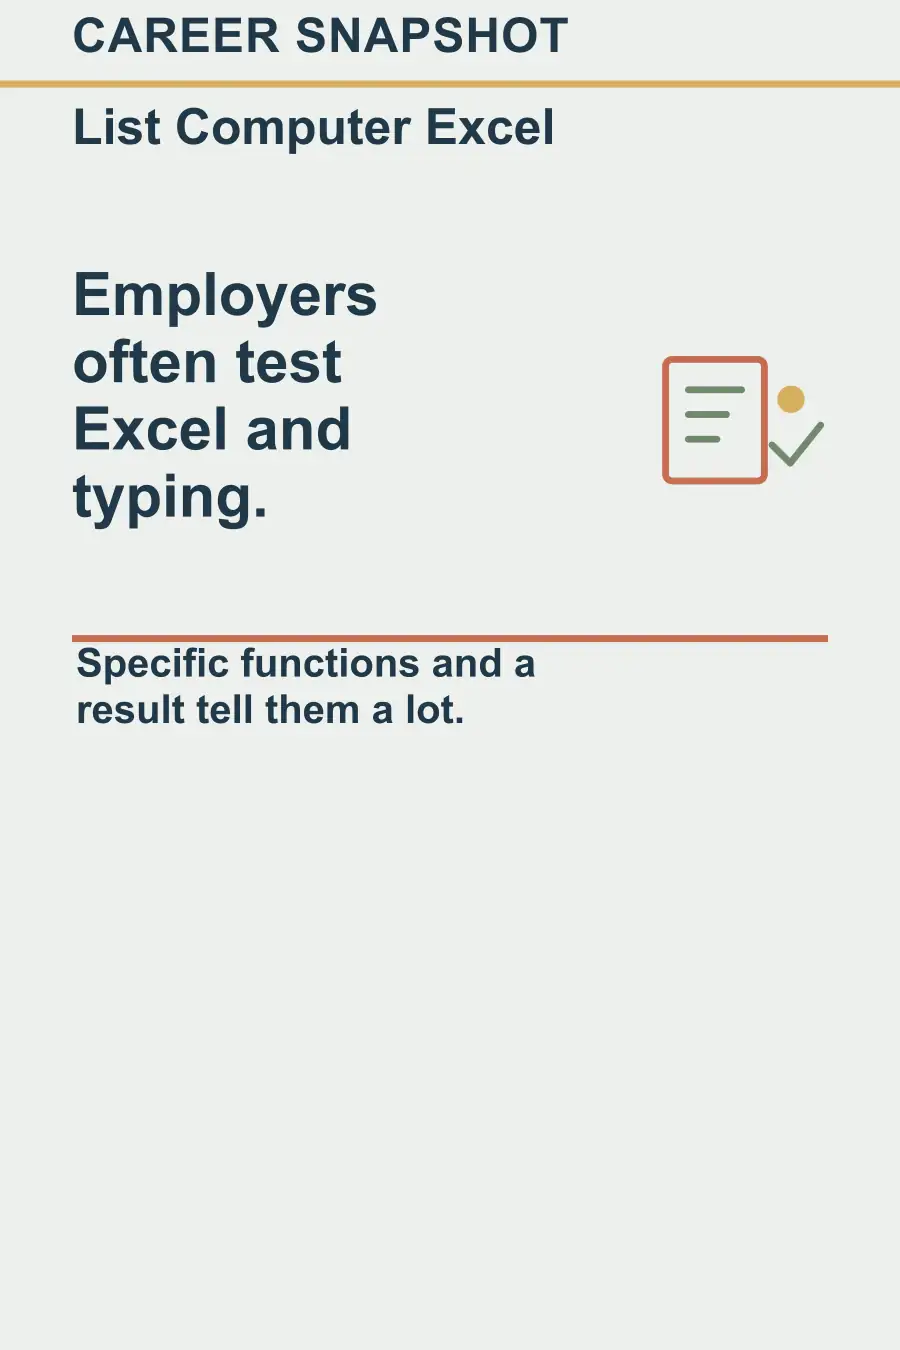 CAREER SNAPSHOT
List Computer Excel
Employers
often test
Excel and
typing.
Specific functions and a
result tell them a lot.